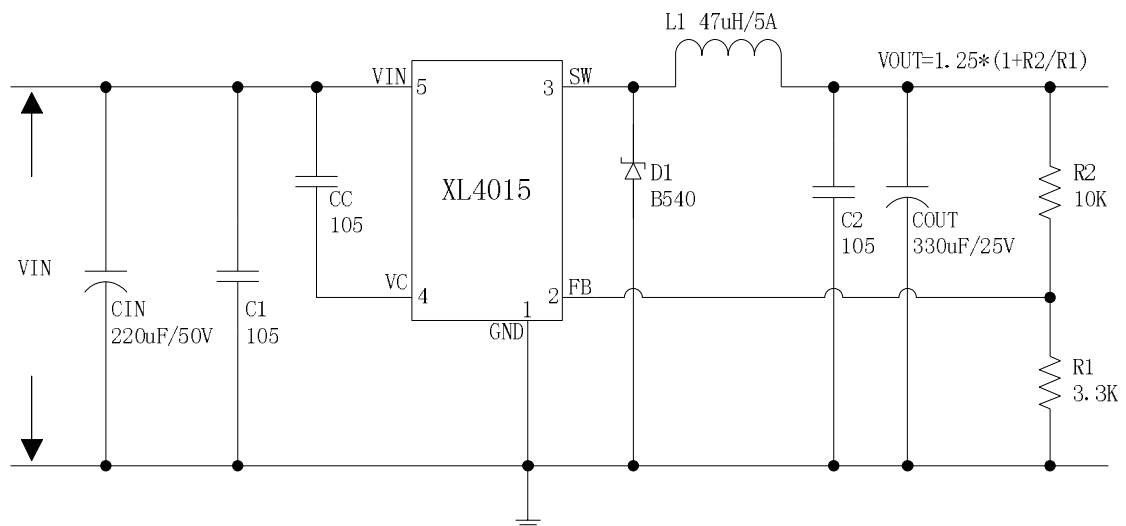 L1 47uH/5A
VOUT=1.25*(1+R2/R1)
VIN
5
3
SW
XL4015
CC
105
D1
B540
R2
10K
C2
105
COUT
330uF/25V
VIN
VC
4
2
FB
1
GND
CIN
220uF/50V
C1
105
R1
3.3K